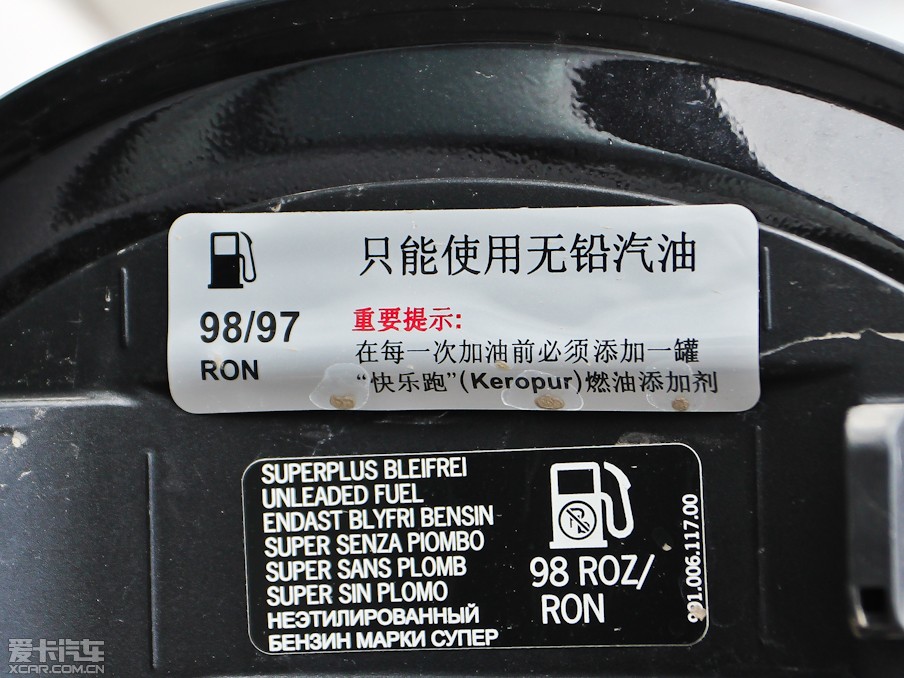 只能使用无铅汽油
98/97
RON
重要提示:
在每一次加油前必须添加一罐
“快乐跑”(Keropur)燃油添加剂
SUPERPLUS BLEIFREI
UNLEADED FUEL
ENDAST BLYFRI BENSIN
SUPER SENZA PIOMBO
SUPER SANS PLOMB
SUPER SIN PLOMO
НЕЭТИЛИРОВАННЫЙ
БЕНЗИН МАРКИ СУПЕР
98 ROZ/
RON
991.006.117.00
爱卡汽车
XCAR.COM.CN